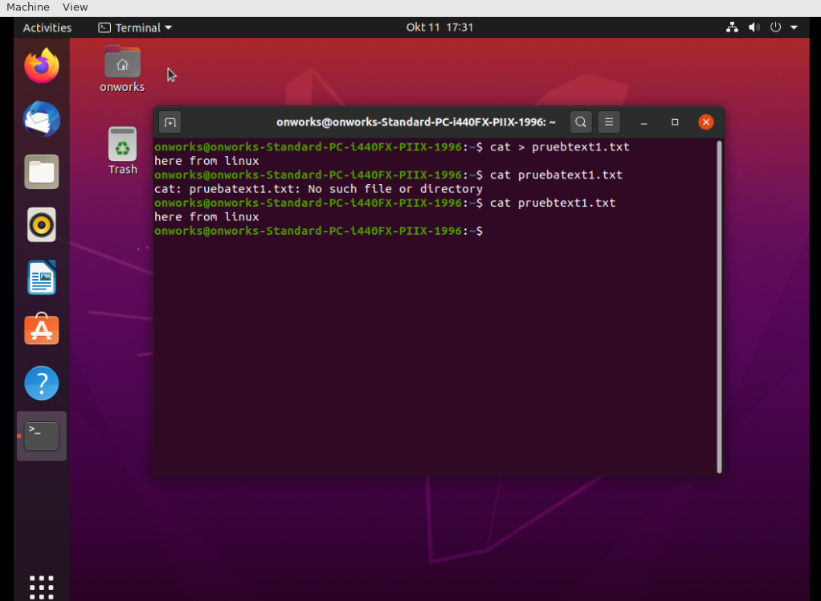 Machine View
Activities Terminal Okt 11 17:31
onworks
Trash
onworks@onworks-Standard-PC-i440FX-PIIX-1996: ~
onworks@onworks-Standard-PC-i440FX-PIIX-1996:~$ cat > pruebtext1.txt
here from linux
onworks@onworks-Standard-PC-i440FX-PIIX-1996:~$ cat pruebatext1.txt
cat: pruebatext1.txt: No such file or directory
onworks@onworks-Standard-PC-i440FX-PIIX-1996:~$ cat pruebtext1.txt
here from linux
onworks@onworks-Standard-PC-i440FX-PIIX-1996:~$